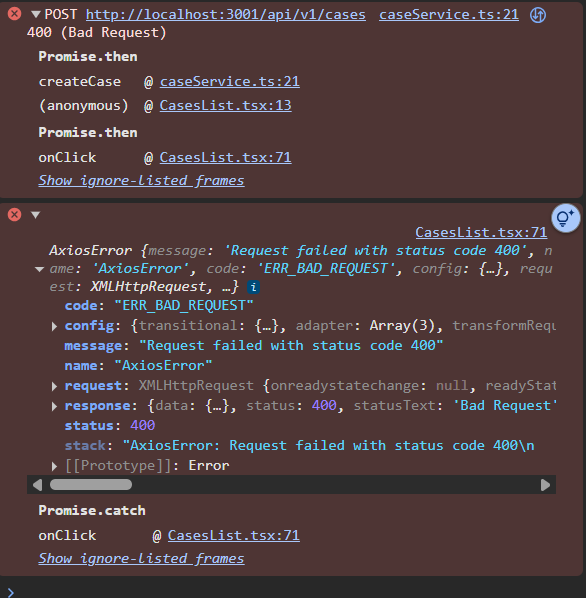 ▼POST http://localhost:3001/api/v1/cases caseService.ts:21
400 (Bad Request)
Promise.then
createCase @ caseService.ts:21
(anonymous) @ CasesList.tsx:13
Promise.then
onClick @ CasesList.tsx:71
Show ignore-listed frames
▼
CasesList.tsx:71
AxiosError {message: 'Request failed with status code 400', n
ame: 'AxiosError', code: 'ERR_BAD_REQUEST', config: {…}, requ
est: XMLHttpRequest, …} i
code: "ERR_BAD_REQUEST"
config: {transitional: {…}, adapter: Array(3), transformRequ
message: "Request failed with status code 400"
name: "AxiosError"
request: XMLHttpRequest {onreadystatechange: null, readyStat
response: {data: {…}, status: 400, statusText: 'Bad Request'
status: 400
stack: "AxiosError: Request failed with status code 400\n
[[Prototype]]: Error
Promise.catch
onClick @ CasesList.tsx:71
Show ignore-listed frames